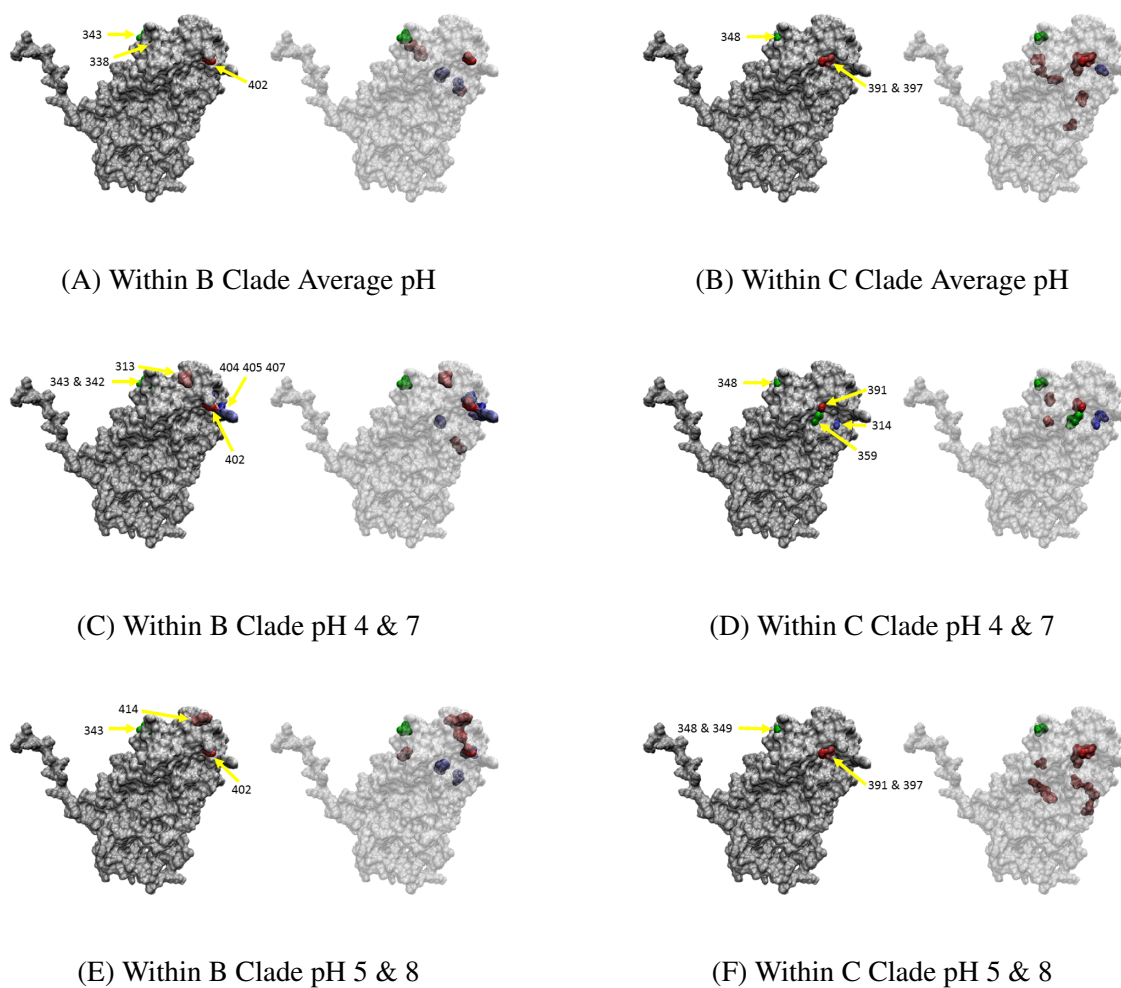 343
338
402
348
391 & 397
(A) Within B Clade Average pH
(B) Within C Clade Average pH
313
343 & 342
404 405 407
402
348
391
314
359
(C) Within B Clade pH 4 & 7
(D) Within C Clade pH 4 & 7
414
343
402
348 & 349
391 & 397
(E) Within B Clade pH 5 & 8
(F) Within C Clade pH 5 & 8